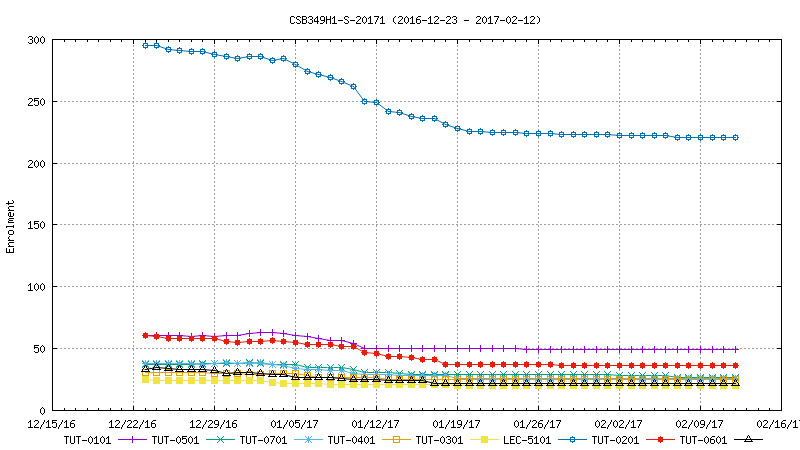 CSB349H1-S-20171 (2016-12-23 - 2017-02-12)
300
250
200
150
100
50
0
Enrolment
12/15/16 12/22/16 12/29/16 01/05/17 01/12/17 01/19/17 01/26/17 02/02/17 02/09/17 02/16/17
TUT-0101 TUT-0501 TUT-0701 TUT-0401 TUT-0301 LEC-5101 TUT-0201 TUT-0601